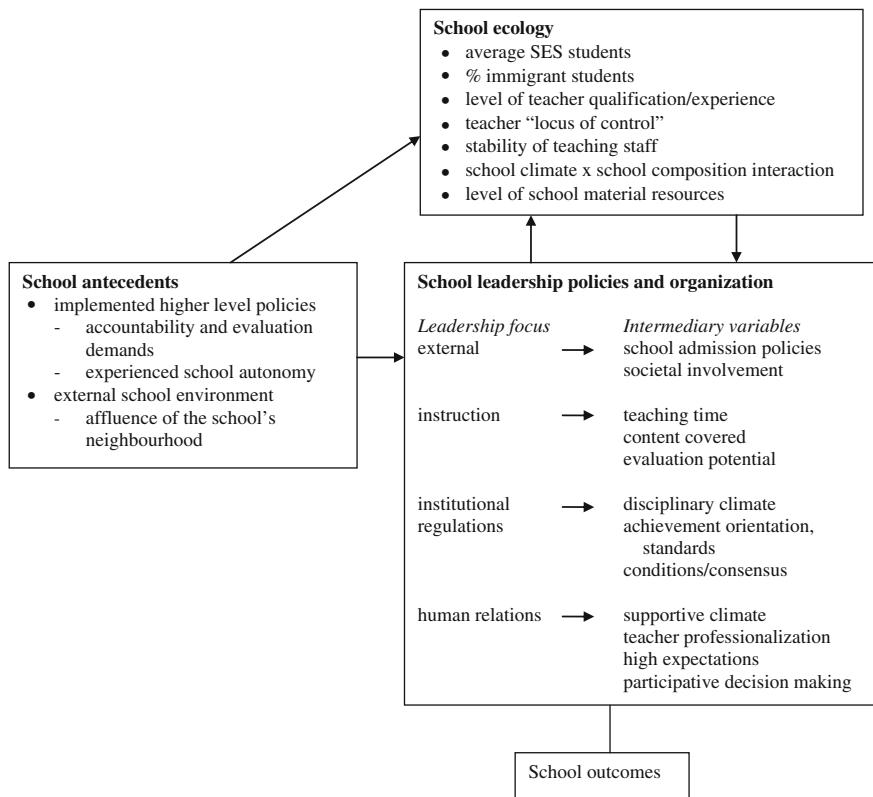 School ecology
• average SES students
• % immigrant students
• level of teacher qualification/experience
• teacher “locus of control”
• stability of teaching staff
• school climate x school composition interaction
• level of school material resources
School antecedents
• implemented higher level policies
- accountability and evaluation
demands
- experienced school autonomy
• external school environment
- affluence of the school’s
neighbourhood
School leadership policies and organization
Leadership focus Intermediary variables
external school admission policies
societal involvement
instruction teaching time
content covered
evaluation potential
institutional disciplinary climate
regulations achievement orientation,
standards
conditions/consensus
human relations supportive climate
teacher professionalization
high expectations
participative decision making
School outcomes